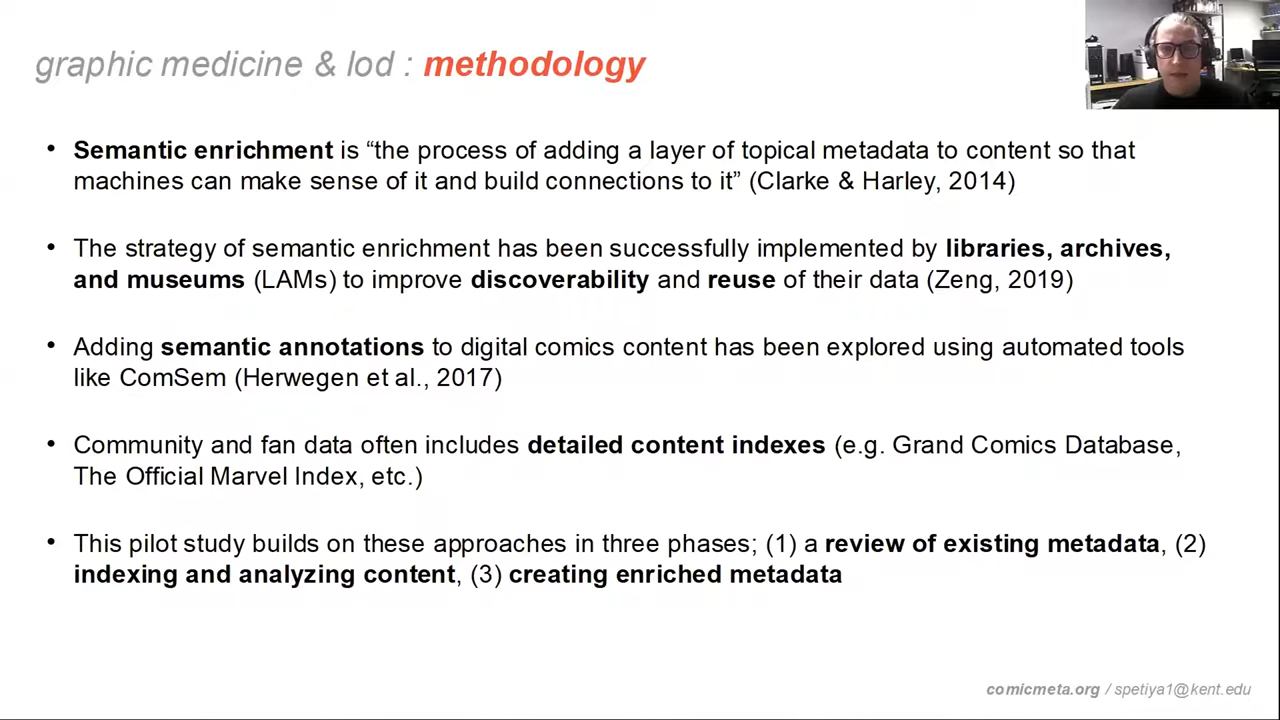 graphic medicine & lod : methodology
• Semantic enrichment is “the process of adding a layer of topical metadata to content so that
machines can make sense of it and build connections to it” (Clarke & Harley, 2014)
• The strategy of semantic enrichment has been successfully implemented by libraries, archives,
and museums (LAMs) to improve discoverability and reuse of their data (Zeng, 2019)
• Adding semantic annotations to digital comics content has been explored using automated tools
like ComSem (Herwegen et al., 2017)
• Community and fan data often includes detailed content indexes (e.g. Grand Comics Database,
The Official Marvel Index, etc.)
• This pilot study builds on these approaches in three phases; (1) a review of existing metadata, (2)
indexing and analyzing content, (3) creating enriched metadata
comicmeta.org / spetiya1@kent.edu